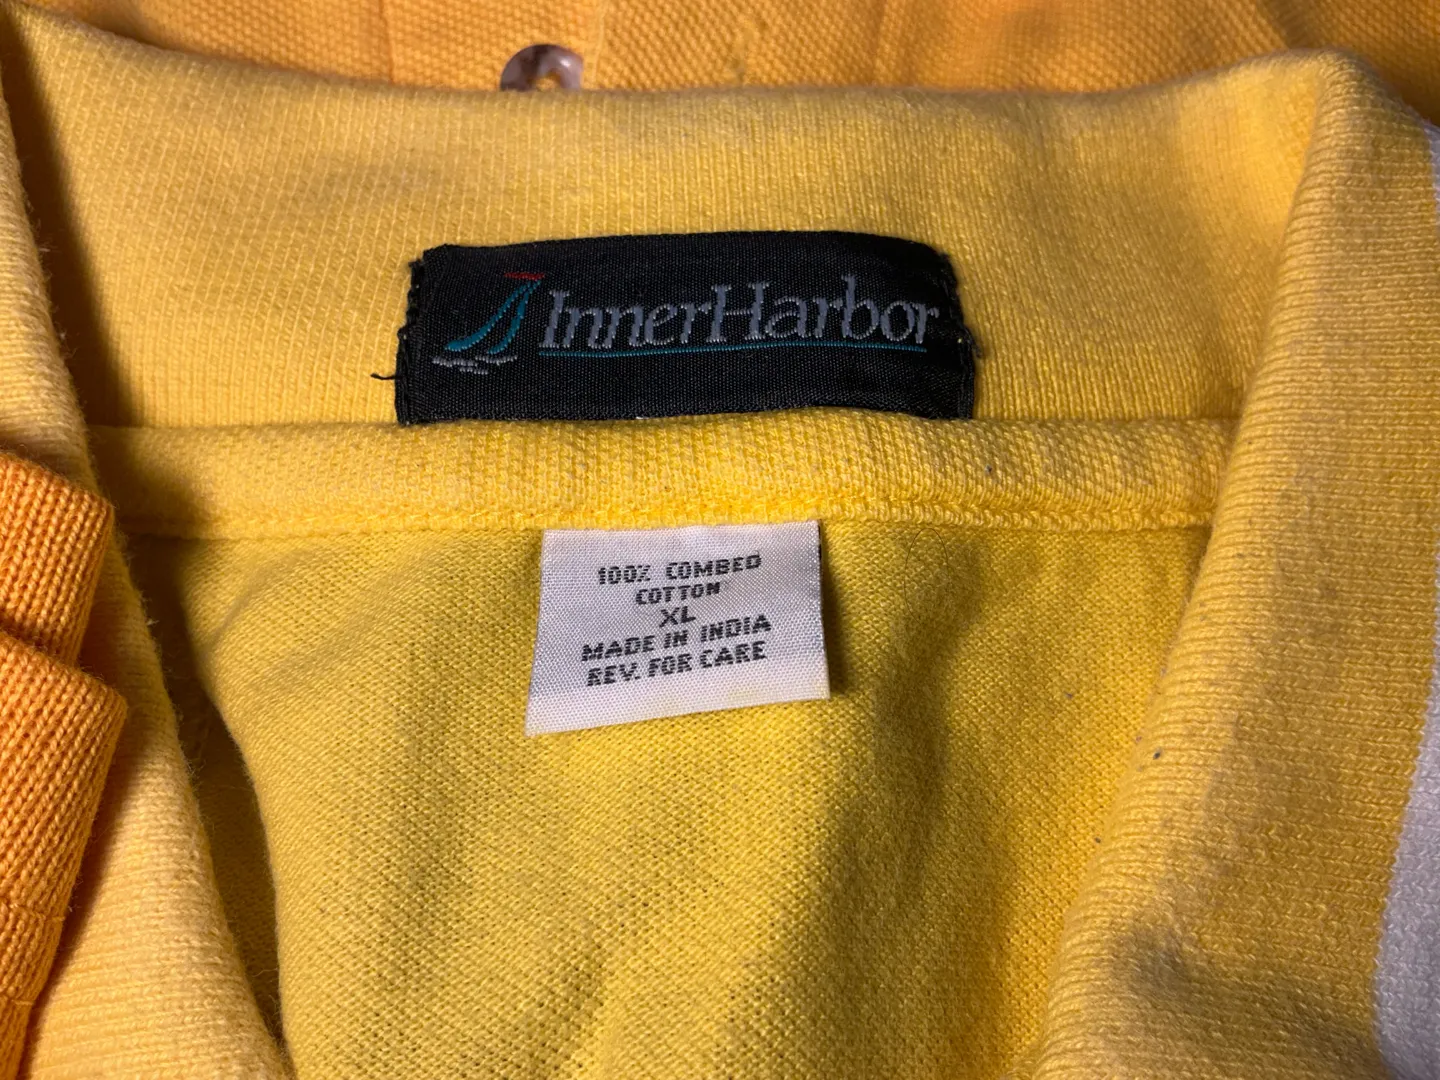 InnerHarbor
100% COMBED
COTTON
XL
MADE IN INDIA
REV. FOR CARE